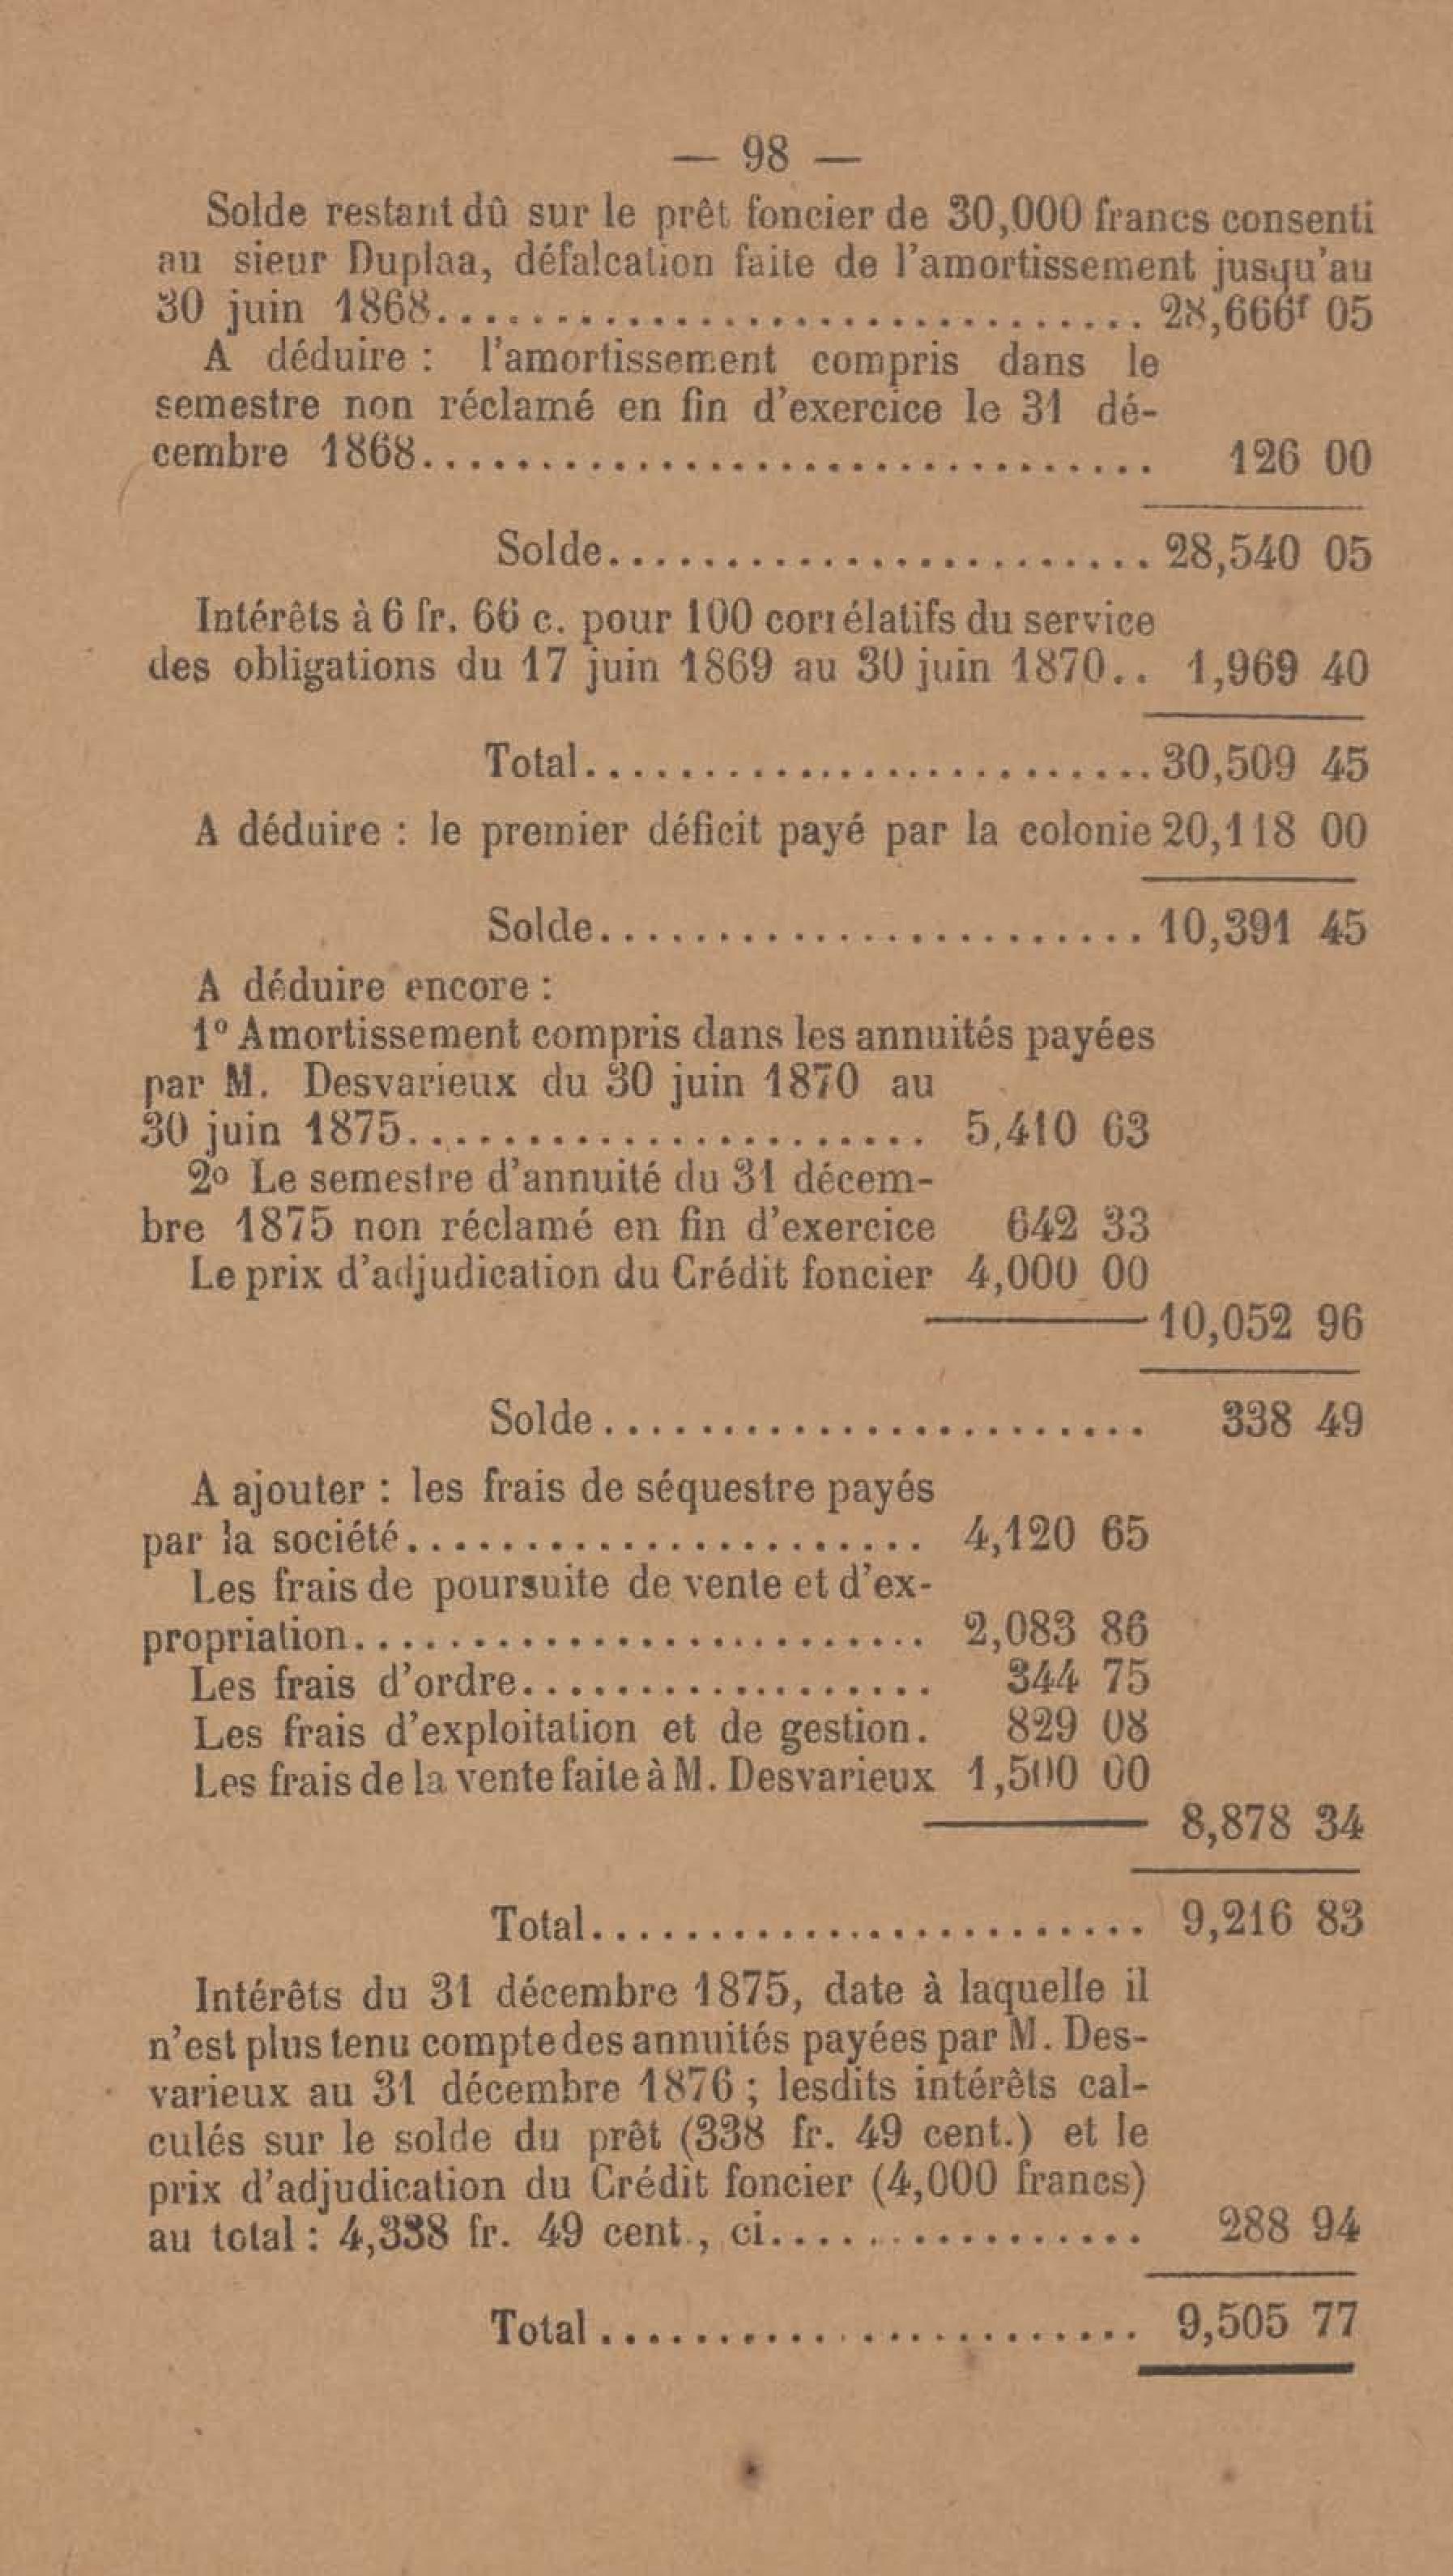 — 98 —
Solde restant dû sur le prêt foncier de 30,000 francs consenti
au sieur Duplaa, défalcation faite de l'amortissement jusqu'au
30 juin 1868.............................. 28,666f 05
A déduire : l'amortissement compris dans le
semestre non réclamé en fin d'exercice le 31 dé-
cembre 1868............................... 126 00
Solde....................... 28,540 05
Intérêts à 6 fr. 66 c. pour 100 corrélatifs du service
des obligations du 17 juin 1869 au 30 juin 1870.. 1,969 40
Total........................ 30,509 45
A déduire : le premier déficit payé par la colonie 20,118 00
Solde....................... 10,391 45
A déduire encore :
1º Amortissement compris dans les annuités payées
par M. Desvarieux du 30 juin 1870 au
30 juin 1875...................... 5,410 63
2º Le semestre d'annuité du 31 décem-
bre 1875 non réclamé en fin d'exercice 642 33
Le prix d'adjudication du Crédit foncier 4,000 00
10,052 96
Solde....................... 338 49
A ajouter : les frais de séquestre payés
par la société...................... 4,120 65
Les frais de poursuite de vente et d'ex-
propriation........................ 2,083 86
Les frais d'ordre.................. 344 75
Les frais d'exploitation et de gestion. 829 08
Les frais de la vente faite à M. Desvarieux 1,500 00
8,878 34
Total........................ 9,216 83
Intérêts du 31 décembre 1875, date à laquelle il
n'est plus tenu compte des annuités payées par M. Des-
varieux au 31 décembre 1876 ; lesdits intérêts cal-
culés sur le solde du prêt (338 fr. 49 cent.) et le
prix d'adjudication du Crédit foncier (4,000 francs)
au total : 4,338 fr. 49 cent., ci................ 288 94
Total....................... 9,505 77